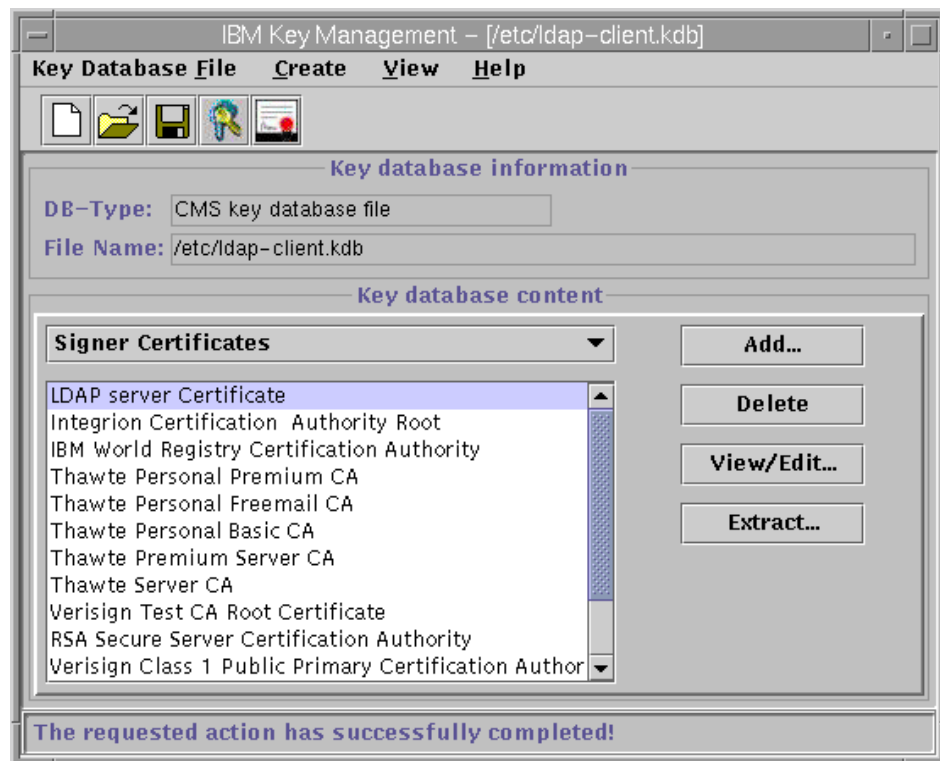 IBM Key Management – [/etc/ldap-client.kdb]
Key Database File Create View Help
Key database information
DB-Type: CMS key database file
File Name: /etc/ldap-client.kdb
Key database content
Signer Certificates
Add...
LDAP server Certificate
Delete
Integrion Certification  Authority Root
IBM World Registry Certification Authority
View/Edit...
Thawte Personal Premium CA
Thawte Personal Freemail CA
Extract...
Thawte Personal Basic CA
Thawte Premium Server CA
Thawte Server CA
Verisign Test CA Root Certificate
RSA Secure Server Certification Authority
Verisign Class 1 Public Primary Certification Author
The requested action has successfully completed!